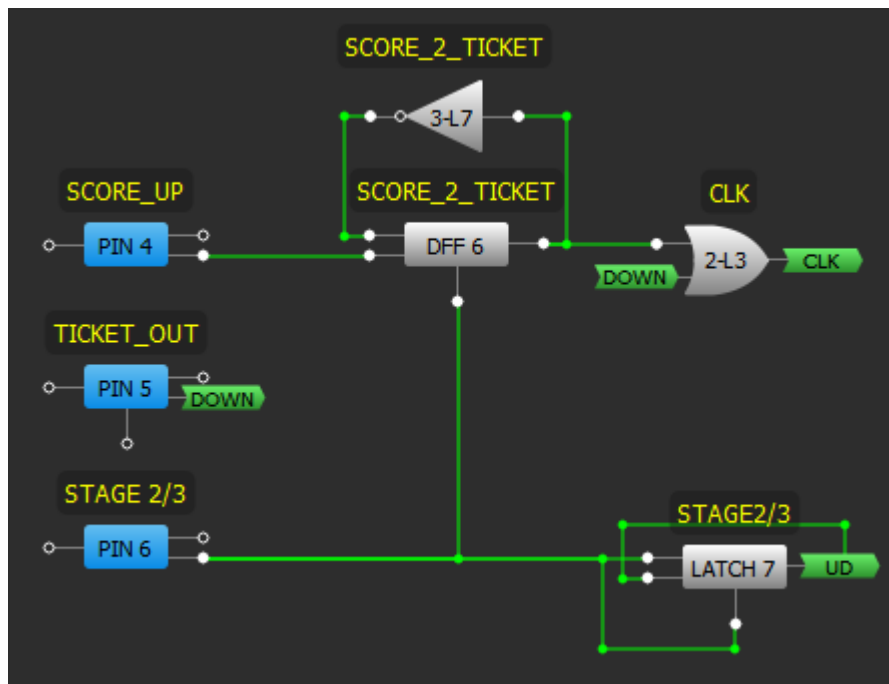 SCORE_2_TICKET
3-L7
SCORE_UP
SCORE_2_TICKET
CLK
PIN 4
DFF 6
2-L3
CLK
DOWN
TICKET_OUT
PIN 5
DOWN
STAGE 2/3
STAGE2/3
PIN 6
LATCH 7
UD